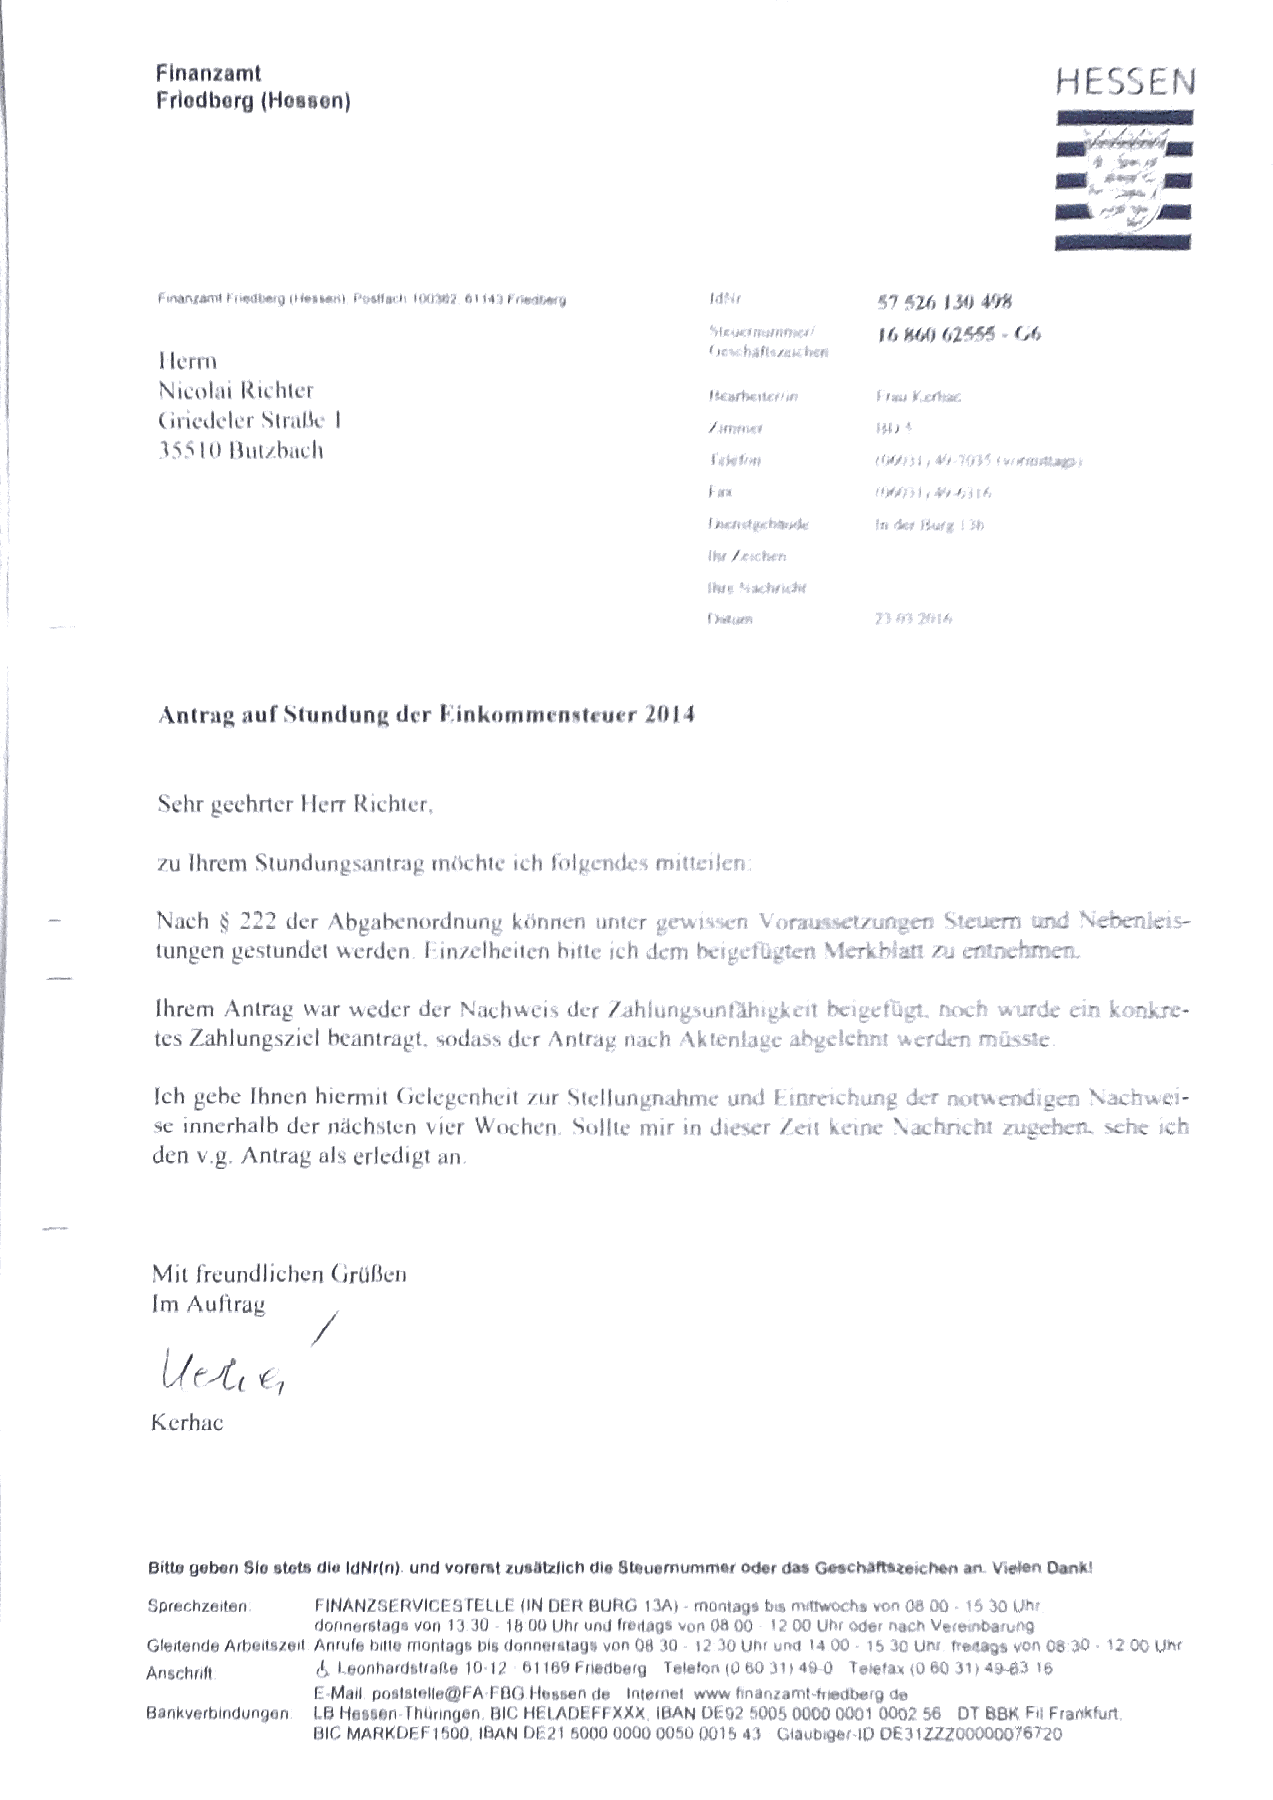 Finanzamt
Friedberg (Hessen)
HESSEN
Finanzamt Friedberg (Hessen), Postfach 100362, 61143 Friedberg
Herrn
Nicolai Richter
Griedeler Straße 1
35510 Butzbach
IdNr 57 526 130 498
Steuernummer/ 16 860 62555 - G6
Geschäftszeichen
Bearbeiter/in Frau Kerhac
Zimmer
Telefon (vormittags)
Fax
Dienstgebäude In der Burg 13b
Ihr Zeichen
Ihre Nachricht
Datum 23.03.2016
Antrag auf Stundung der Einkommensteuer 2014
Sehr geehrter Herr Richter,
zu Ihrem Stundungsantrag möchte ich folgendes mitteilen:
Nach § 222 der Abgabenordnung können unter gewissen Voraussetzungen Steuern und Nebenleis-
tungen gestundet werden. Einzelheiten bitte ich dem beigefügten Merkblatt zu entnehmen.
Ihrem Antrag war weder der Nachweis der Zahlungsunfähigkeit beigefügt, noch wurde ein konkre-
tes Zahlungsziel beantragt, sodass der Antrag nach Aktenlage abgelehnt werden müsste.
Ich gebe Ihnen hiermit Gelegenheit zur Stellungnahme und Einreichung der notwendigen Nachwei-
se innerhalb der nächsten vier Wochen. Sollte mir in dieser Zeit keine Nachricht zugehen, sehe ich
den v.g. Antrag als erledigt an.
Mit freundlichen Grüßen
Im Auftrag
Kerhac
Bitte geben Sie stets die IdNr(n). und vorerst zusätzlich die Steuernummer oder das Geschäftszeichen an. Vielen Dank!
Sprechzeiten: FINANZSERVICESTELLE (IN DER BURG 13A) - montags bis mittwochs von 08.00 - 15.30 Uhr
donnerstags von 13.30 - 18.00 Uhr und freitags von 08.00 - 12.00 Uhr oder nach Vereinbarung
Gleitende Arbeitszeit: Anrufe bitte montags bis donnerstags von 08.30 - 12.30 Uhr und 14.00 - 15.30 Uhr, freitags von 08.30 - 12.00 Uhr
Anschrift: Leonhardstraße 10-12 · 61169 Friedberg Telefon (0 60 31) 49-0 Telefax (0 60 31) 49-63 16
E-Mail: poststelle@FA-FBG.Hessen.de Internet: www.finanzamt-friedberg.de
Bankverbindungen: LB Hessen-Thüringen, BIC HELADEFFXXX, IBAN DE92 5005 0000 0001 0002 56 DT BBK Fil Frankfurt,
BIC MARKDEF1500, IBAN DE21 5000 0000 0050 0015 43 Gläubiger-ID DE31ZZZ00000076720